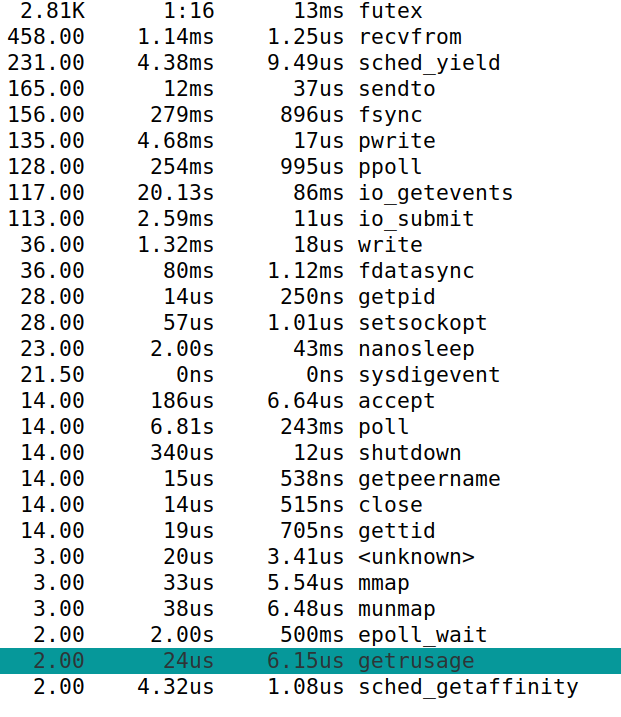 2.81K 1:16 13ms futex
458.00 1.14ms 1.25us recvfrom
231.00 4.38ms 9.49us sched_yield
165.00 12ms 37us sendto
156.00 279ms 896us fsync
135.00 4.68ms 17us pwrite
128.00 254ms 995us ppoll
117.00 20.13s 86ms io_getevents
113.00 2.59ms 11us io_submit
36.00 1.32ms 18us write
36.00 80ms 1.12ms fdatasync
28.00 14us 250ns getpid
28.00 57us 1.01us setsockopt
23.00 2.00s 43ms nanosleep
21.50 0ns 0ns sysdigevent
14.00 186us 6.64us accept
14.00 6.81s 243ms poll
14.00 340us 12us shutdown
14.00 15us 538ns getpeername
14.00 14us 515ns close
14.00 19us 705ns gettid
3.00 20us 3.41us <unknown>
3.00 33us 5.54us mmap
3.00 38us 6.48us munmap
2.00 2.00s 500ms epoll_wait
2.00 24us 6.15us getrusage
2.00 4.32us 1.08us sched_getaffinity